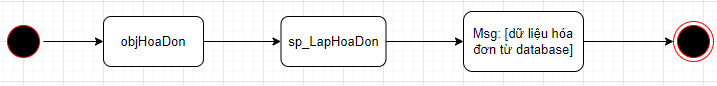 objHoaDon
sp_LapHoaDon
Msg: [dữ liệu hóa
đơn từ database]